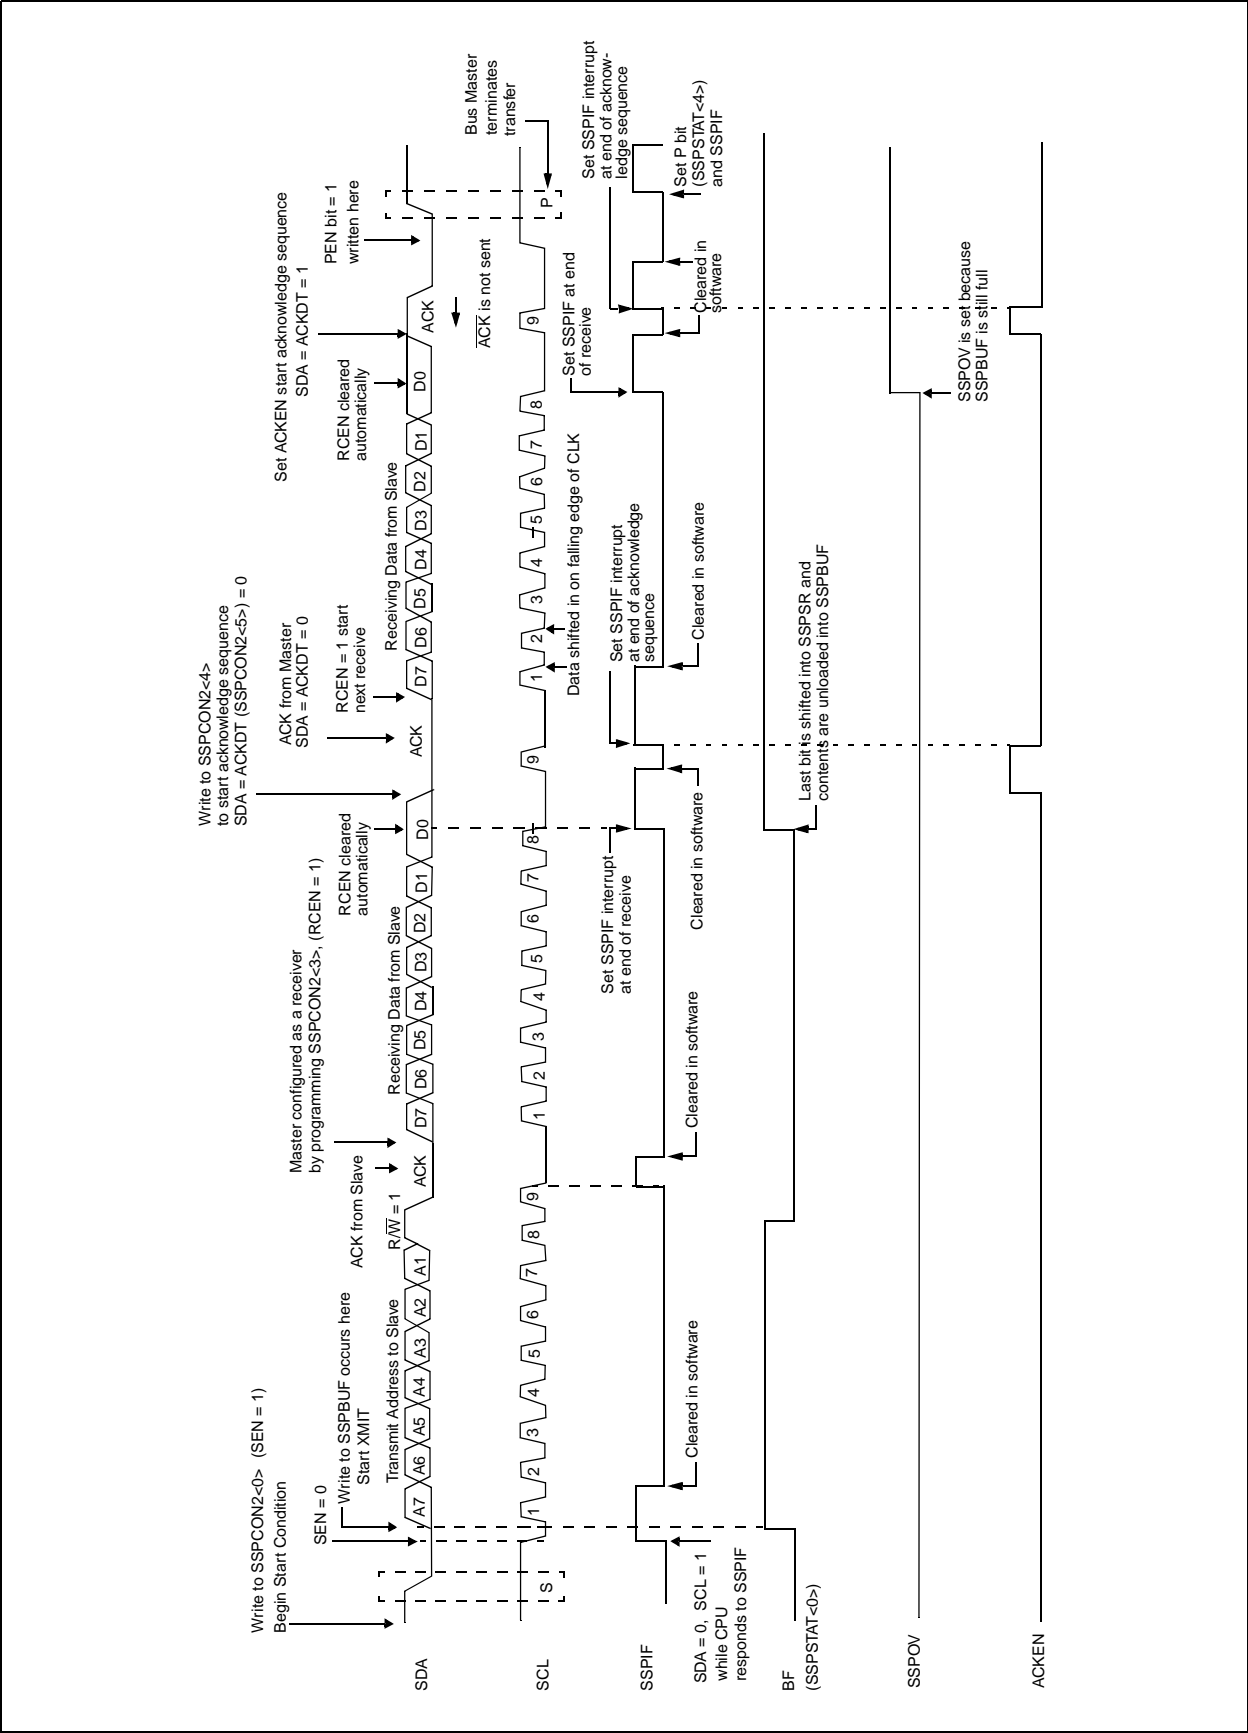 Write to SSPCON2<4>
to start acknowledge sequence
SDA = ACKDT (SSPCON2<5>) = 0
Write to SSPCON2<0>  (SEN = 1)
Begin Start Condition
Master configured as a receiver
by programming SSPCON2<3>, (RCEN = 1)
ACK from Master
SDA = ACKDT = 0
Set ACKEN start acknowledge sequence
SDA = ACKDT = 1
SEN = 0
Write to SSPBUF occurs here
Start XMIT
ACK from Slave
RCEN cleared
automatically
RCEN = 1 start
next receive
RCEN cleared
automatically
PEN bit = 1
written here
Transmit Address to Slave
R/W = 1
Receiving Data from Slave
Receiving Data from Slave
SDA
A7 A6 A5 A4 A3 A2 A1
ACK
D7 D6 D5 D4 D3 D2 D1 D0
ACK
D7 D6 D5 D4 D3 D2 D1 D0
ACK
ACK is not sent
Bus Master
terminates
transfer
SCL
S
1 2 3 4 5 6 7 8 9
1 2 3 4 5 6 7 8 9
1 2 3 4 5 6 7 8 9
P
Data shifted in on falling edge of CLK
Set SSPIF interrupt
at end of receive
Set SSPIF interrupt
at end of acknowledge
sequence
Set SSPIF at end
of receive
Set SSPIF interrupt
at end of acknow-
ledge sequence
SSPIF
Cleared in software
Cleared in software
Cleared in software
Cleared in software
Cleared in
software
Set P bit
(SSPSTAT<4>)
and SSPIF
SDA = 0,  SCL = 1
while CPU
responds to SSPIF
BF
(SSPSTAT<0>)
Last bit is shifted into SSPSR and
contents are unloaded into SSPBUF
SSPOV
SSPOV is set because
SSPBUF is still full
ACKEN